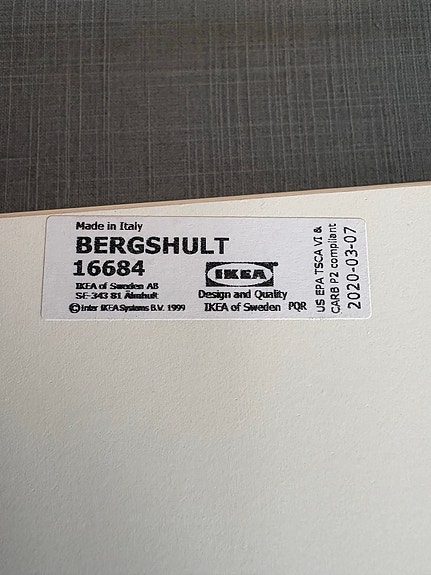 Made in Italy
BERGSHULT
16684
IKEA of Sweden AB
SE-343 81 Älmhult
© Inter IKEA Systems B.V. 1999
IKEA
Design and Quality
IKEA of Sweden
PQR
US EPA TSCA VI &
CARB P2 compliant
2020-03-07